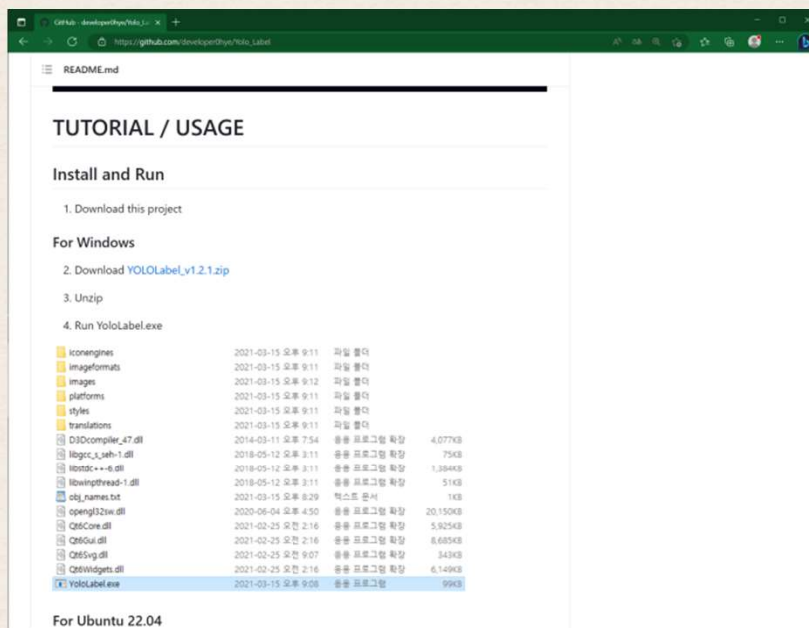 GitHub - developer0hye/Yolo_La
https://github.com/developer0hye/Yolo_Label
README.md
TUTORIAL / USAGE
Install and Run
1. Download this project
For Windows
2. Download YOLOLabel_v1.2.1.zip
3. Unzip
4. Run YoloLabel.exe
iconengines 2021-03-15 오후 9:11 파일 폴더
imageformats 2021-03-15 오후 9:11 파일 폴더
images 2021-03-15 오후 9:12 파일 폴더
platforms 2021-03-15 오후 9:11 파일 폴더
styles 2021-03-15 오후 9:11 파일 폴더
translations 2021-03-15 오후 9:11 파일 폴더
D3Dcompiler_47.dll 2014-03-11 오후 7:54 응용 프로그램 확장 4,077KB
libgcc_s_seh-1.dll 2018-05-12 오후 3:11 응용 프로그램 확장 75KB
libstdc++-6.dll 2018-05-12 오후 3:11 응용 프로그램 확장 1,384KB
libwinpthread-1.dll 2018-05-12 오후 3:11 응용 프로그램 확장 51KB
obj_names.txt 2021-03-15 오후 8:29 텍스트 문서 1KB
opengl32sw.dll 2020-06-04 오후 4:50 응용 프로그램 확장 20,150KB
Qt6Core.dll 2021-02-25 오전 2:16 응용 프로그램 확장 5,925KB
Qt6Gui.dll 2021-02-25 오전 2:16 응용 프로그램 확장 8,685KB
Qt6Svg.dll 2021-02-25 오전 9:07 응용 프로그램 확장 343KB
Qt6Widgets.dll 2021-02-25 오전 2:16 응용 프로그램 확장 6,149KB
YoloLabel.exe 2021-03-15 오후 9:08 응용 프로그램 99KB
For Ubuntu 22.04